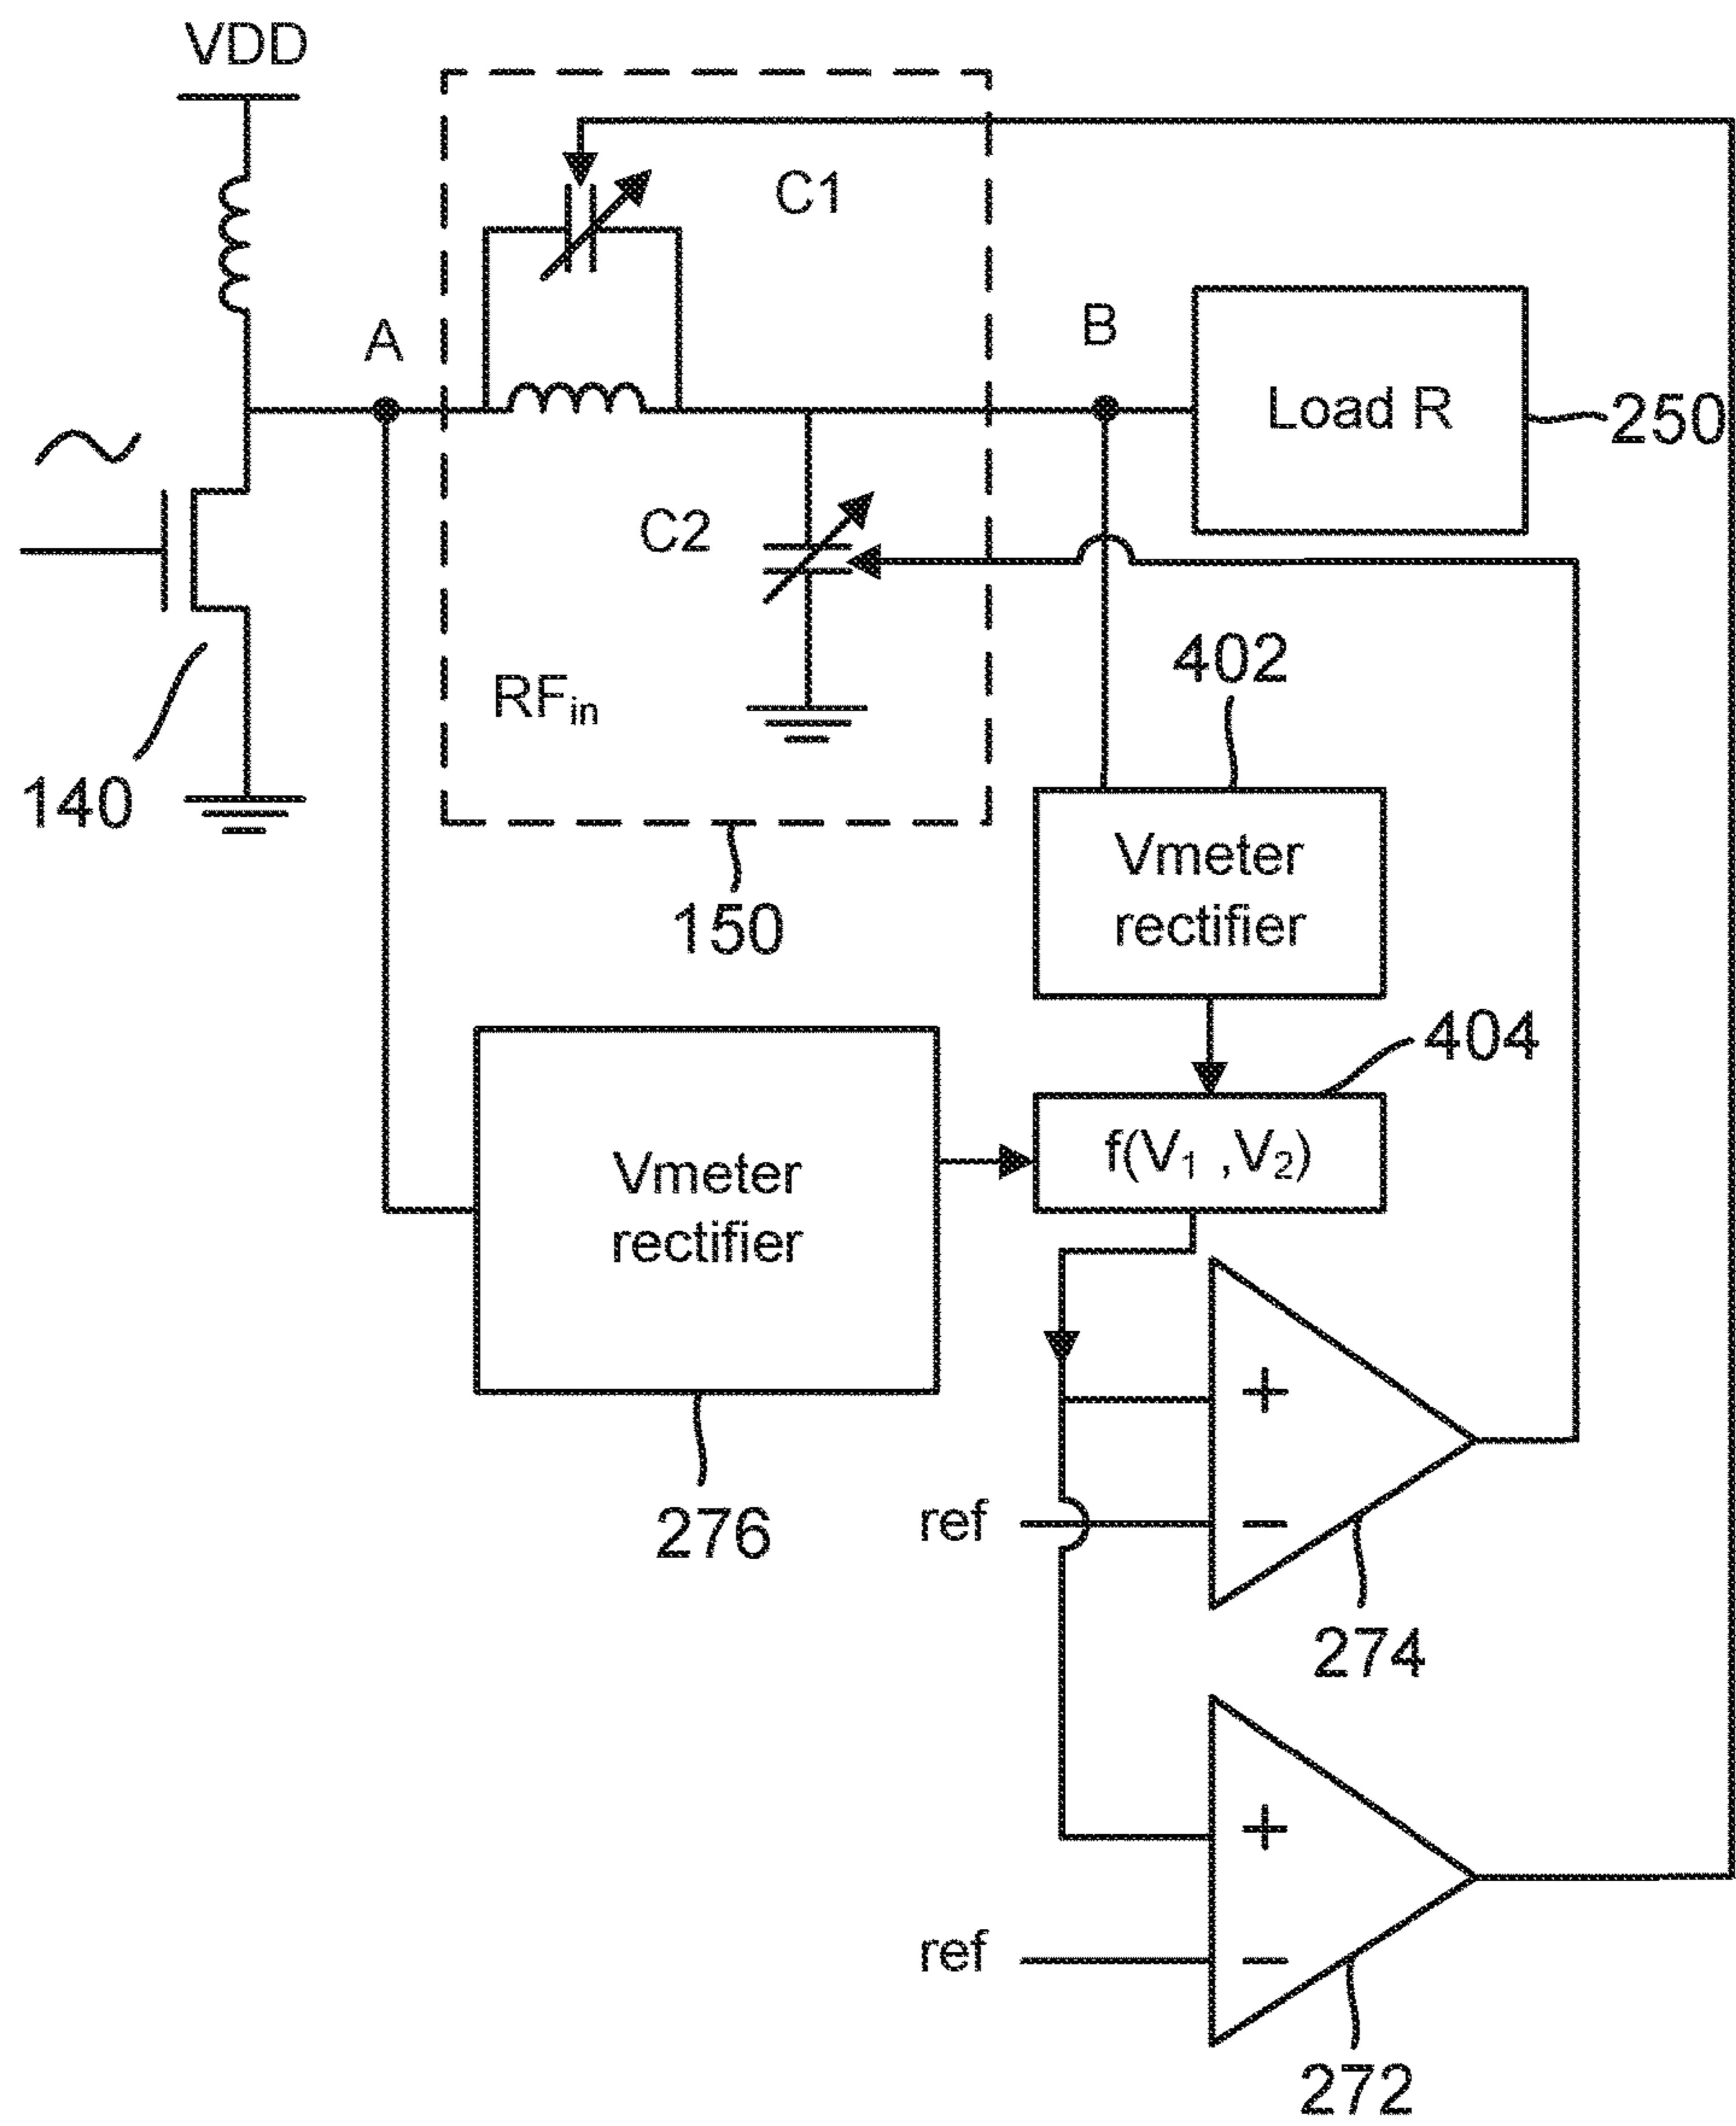 VDD
C1
A
B
Load R
250
C2
402
RFin
140
Vmeter
rectifier
150
404
Vmeter
rectifier
f(V1 ,V2)
+
276
ref
−
274
+
ref
−
272